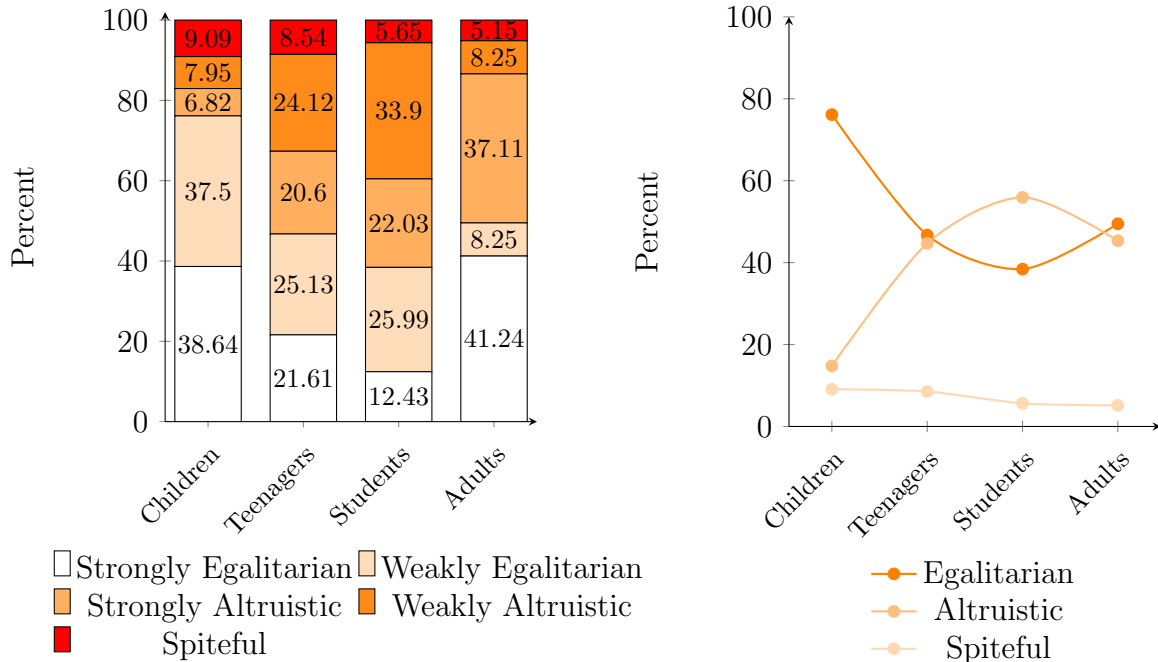 100
80
60
40
20
0
Percent
9.09
7.95
6.82
37.5
38.64
8.54
24.12
20.6
25.13
21.61
5.65
33.9
22.03
25.99
12.43
5.15
8.25
37.11
8.25
41.24
Children
Teenagers
Students
Adults
Strongly Egalitarian
Weakly Egalitarian
Strongly Altruistic
Weakly Altruistic
Spiteful
100
80
60
40
20
0
Percent
Children
Teenagers
Students
Adults
Egalitarian
Altruistic
Spiteful